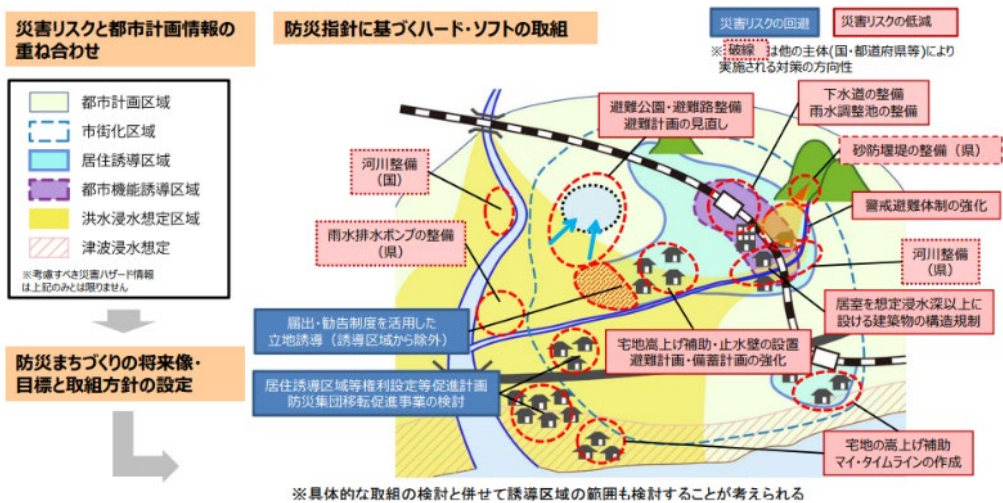 災害リスクと都市計画情報の
重ね合わせ
都市計画区域
市街化区域
居住誘導区域
都市機能誘導区域
洪水浸水想定区域
津波浸水想定
※考慮すべき災害ハザード情報
は上記のみとは限りません
防災まちづくりの将来像・
目標と取組方針の設定
防災指針に基づくハード・ソフトの取組
災害リスクの回避
災害リスクの低減
※ 破線 は他の主体(国・都道府県等)により
実施される対策の方向性
避難公園・避難路整備
避難計画の見直し
下水道の整備
雨水調整池の整備
砂防堰堤の整備（県）
河川整備
（国）
警戒避難体制の強化
雨水排水ポンプの整備
（県）
河川整備
（県）
居室を想定浸水深以上に
設ける建築物の構造規制
届出・勧告制度を活用した
立地誘導（誘導区域から除外）
宅地嵩上げ補助・止水壁の設置
避難計画・備蓄計画の強化
居住誘導区域等権利設定等促進計画
防災集団移転促進事業の検討
宅地の嵩上げ補助
マイ・タイムラインの作成
※具体的な取組の検討と併せて誘導区域の範囲も検討することが考えられる